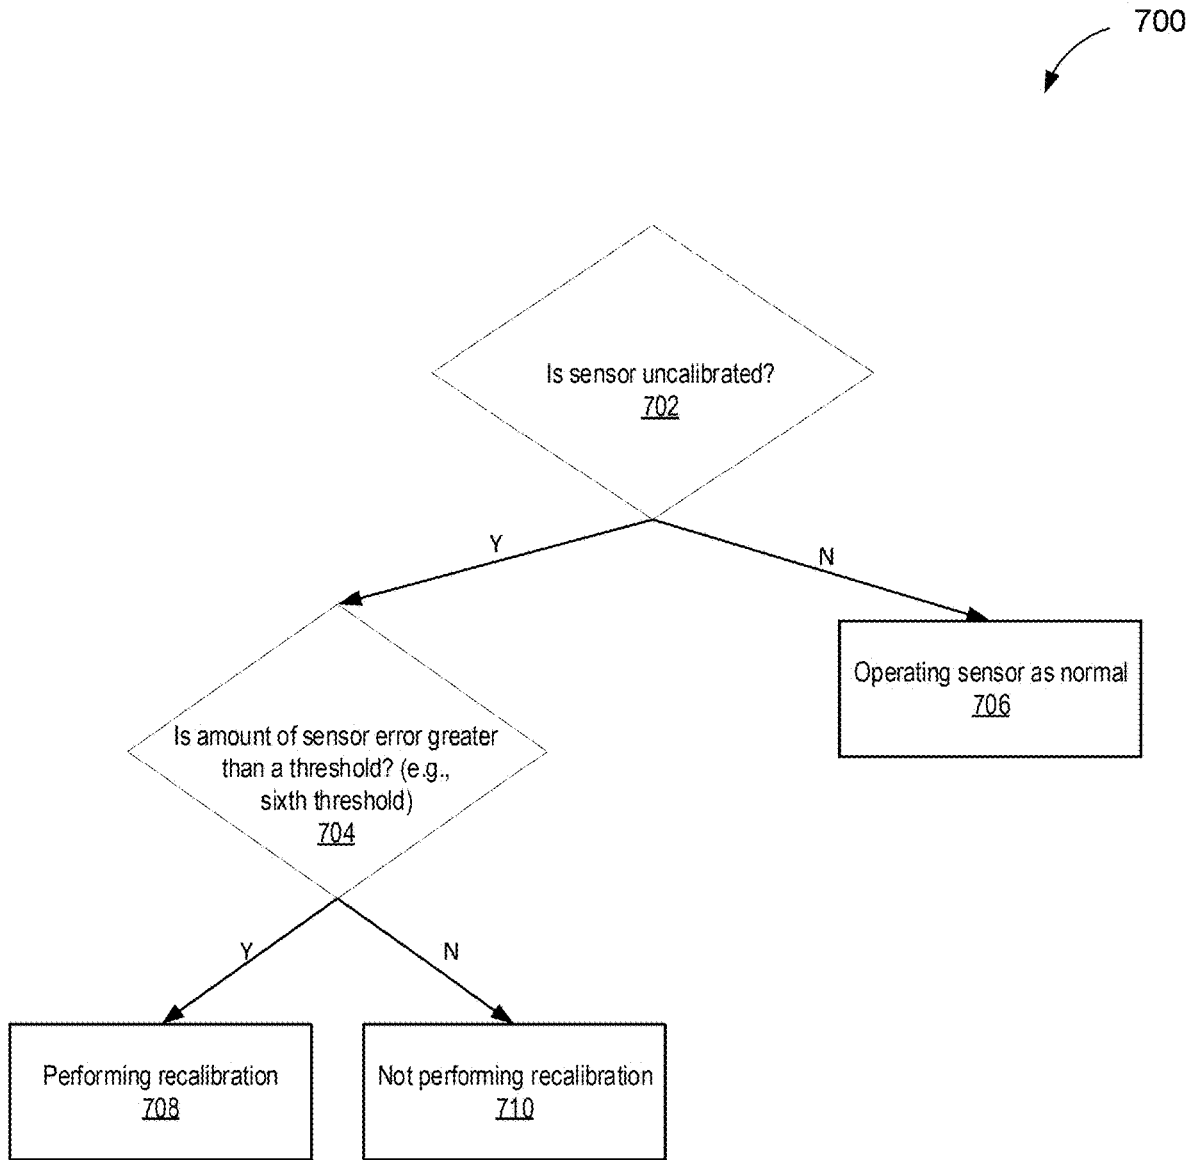 700
Is sensor uncalibrated?
702
Y
N
Operating sensor as normal
706
Is amount of sensor error greater
than a threshold? (e.g.,
sixth threshold)
704
Y
N
Performing recalibration
708
Not performing recalibration
710